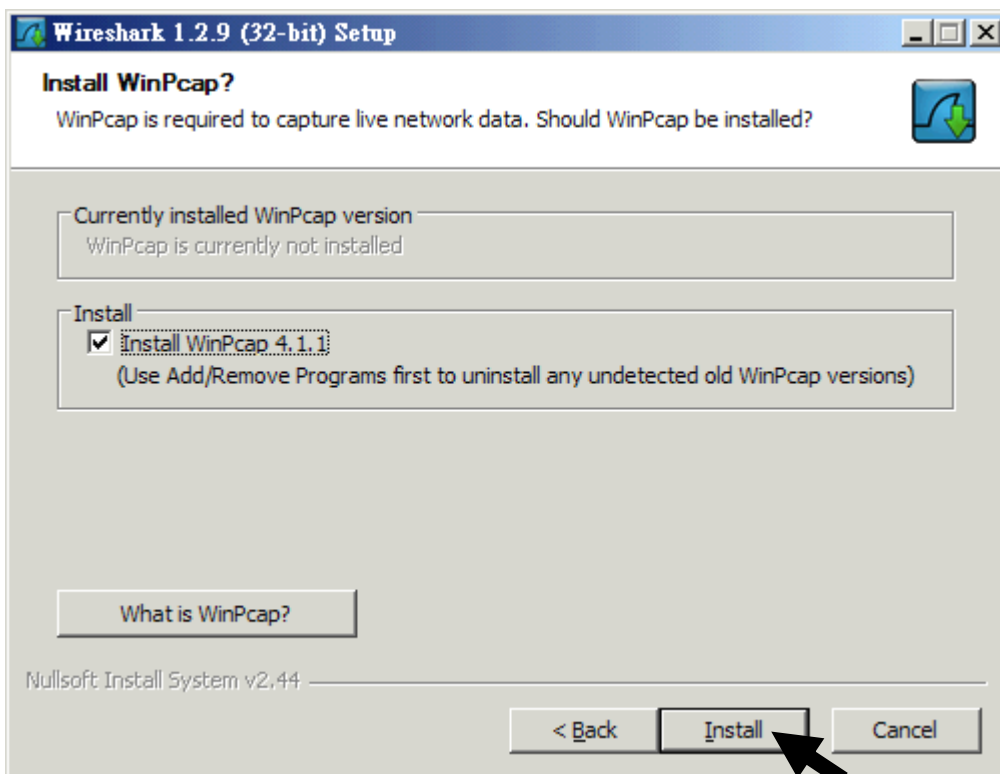 Wireshark 1.2.9 (32-bit) Setup
Install WinPcap?
WinPcap is required to capture live network data. Should WinPcap be installed?
Currently installed WinPcap version
WinPcap is currently not installed
Install
Install WinPcap 4.1.1
(Use Add/Remove Programs first to uninstall any undetected old WinPcap versions)
What is WinPcap?
Nullsoft Install System v2.44
< Back Install Cancel